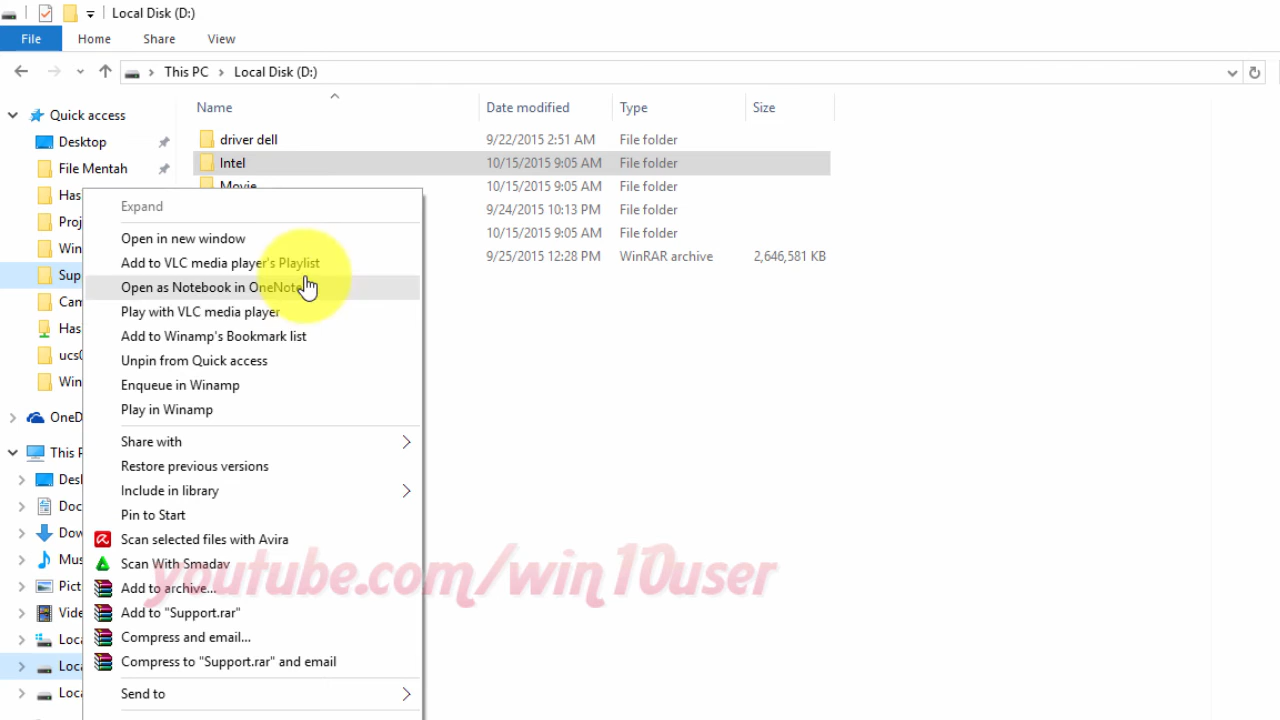 Local Disk (D:)
File Home Share View
This PC Local Disk (D:)
Name Date modified Type Size
Quick access
Desktop
File Mentah
Has
Proj
Win
Sup
Cam
Has
Win
This P
Desk
Doc
Dow
Mus
Pict
Vide
Loca
Loca
Loca
driver dell 9/22/2015 2:51 AM File folder
Intel 10/15/2015 9:05 AM File folder
Movie 10/15/2015 9:05 AM File folder
9/24/2015 10:13 PM File folder
10/15/2015 9:05 AM File folder
9/25/2015 12:28 PM WinRAR archive 2,646,581 KB
Expand
Open in new window
Add to VLC media player's Playlist
Open as Notebook in OneNote
Play with VLC media player
Add to Winamp's Bookmark list
Unpin from Quick access
Enqueue in Winamp
Play in Winamp
Share with
Restore previous versions
Include in library
Pin to Start
Scan selected files with Avira
Scan With Smadav
Add to archive...
Add to "Support.rar"
Compress and email...
Compress to "Support.rar" and email
Send to
youtube.com/win10user